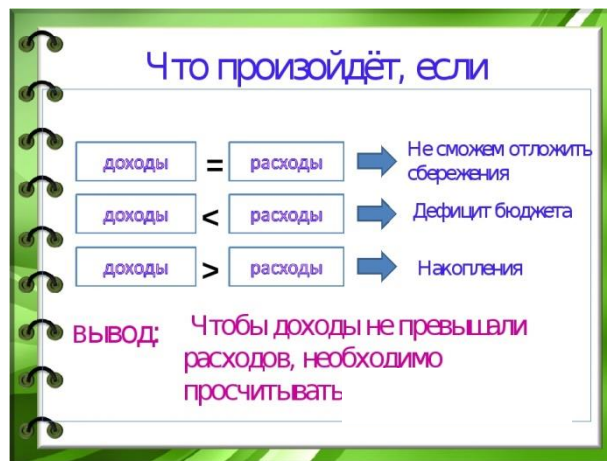 Что произойдёт, если
доходы = расходы Не сможем отложить
сбережения
доходы < расходы Дефицит бюджета
доходы > расходы Накопления
вывод: Чтобы доходы не превышали
расходов, необходимо
просчитывать